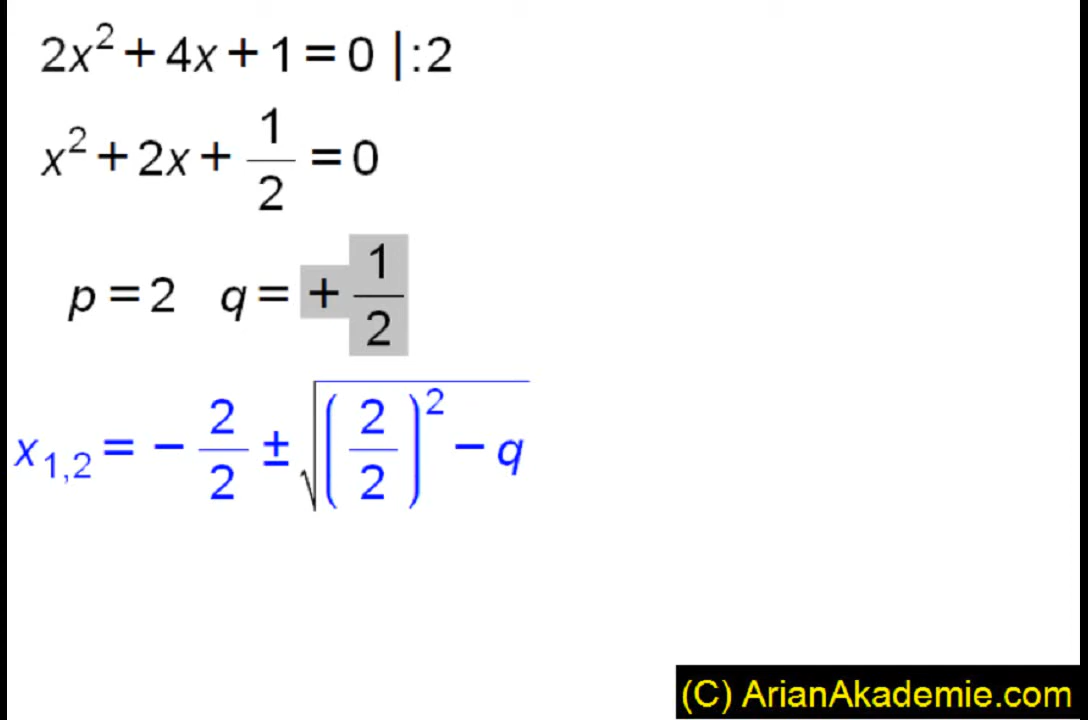 2x² + 4x + 1 = 0 |:2
x² + 2x + 1/2 = 0
p = 2 q = + 1/2
x₁,₂ = − 2/2 ± √((2/2)² − q)
(C) ArianAkademie.com